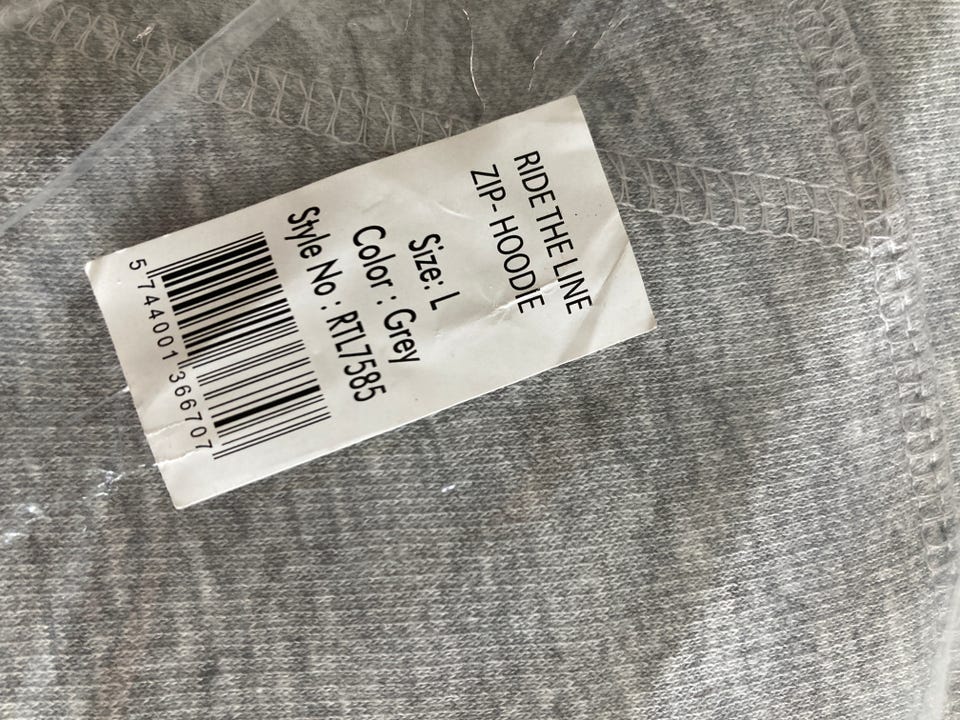 RIDE THE LINE
ZIP- HOODIE
Size: L
Color : Grey
Style No : RTL7585
5 744001 366707